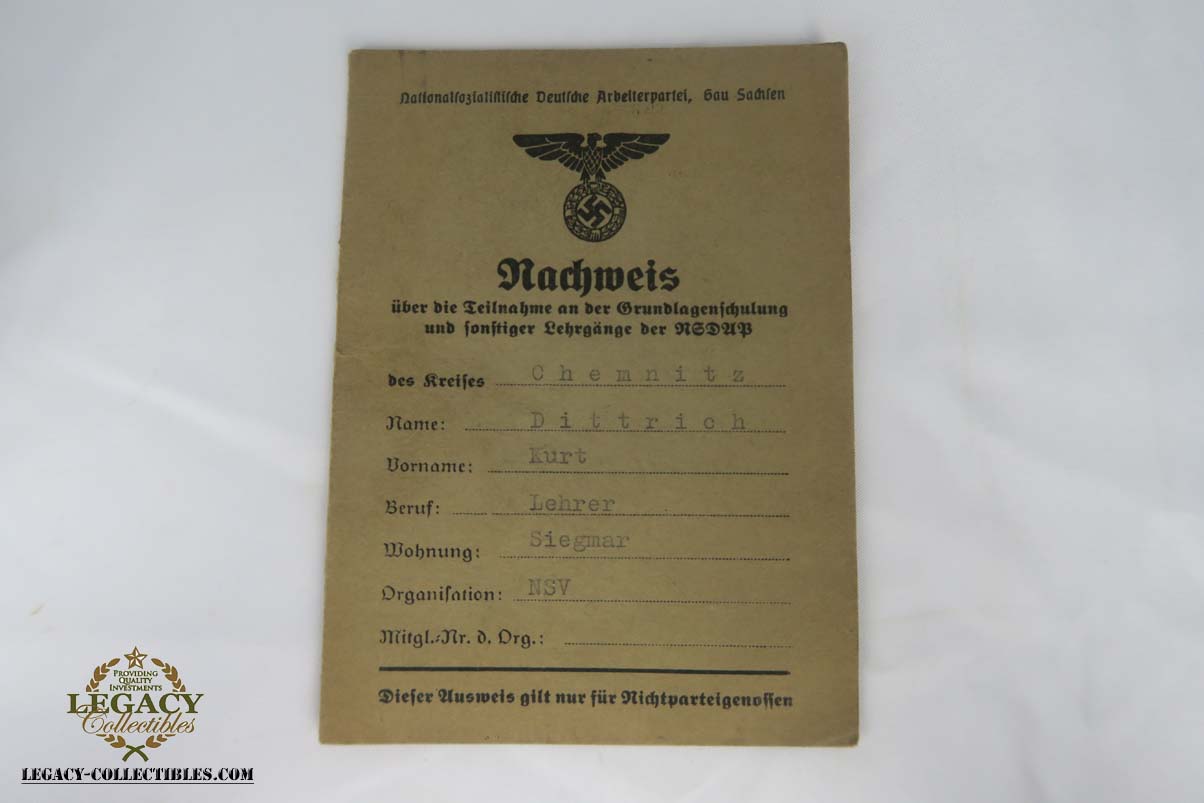 Nationalsozialistische Deutsche Arbeiterpartei, Gau Sachsen
Nachweis
über die Teilnahme an der Grundlagenschulung
und sonstiger Lehrgänge der NSDAP
des Kreises Chemnitz
Name: Dittrich
Vorname: Kurt
Beruf: Lehrer
Wohnung: Siegmar
Organisation: NSV
Mitgl.-Nr. d. Org.:
Dieser Ausweis gilt nur für Nichtparteigenossen
PROVIDING
QUALITY
INVESTMENTS
LEGACY
Collectibles
LEGACY-COLLECTIBLES.COM